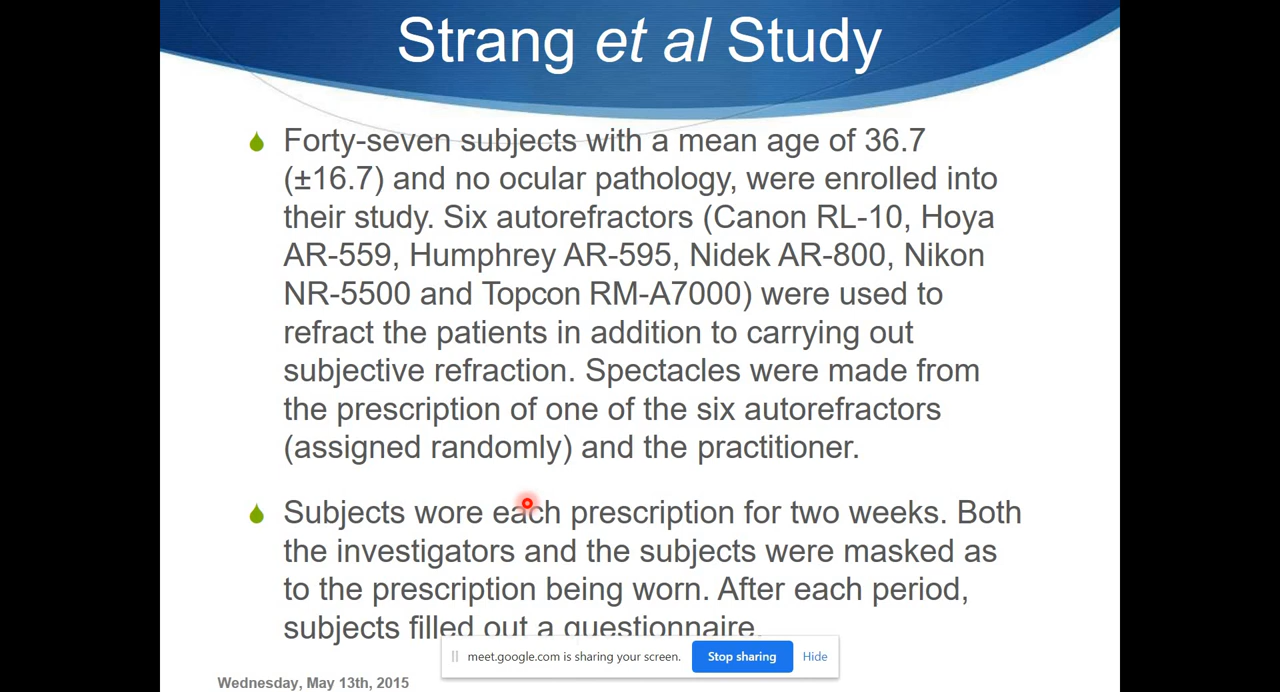 Strang et al Study
Forty-seven subjects with a mean age of 36.7
(±16.7) and no ocular pathology, were enrolled into
their study. Six autorefractors (Canon RL-10, Hoya
AR-559, Humphrey AR-595, Nidek AR-800, Nikon
NR-5500 and Topcon RM-A7000) were used to
refract the patients in addition to carrying out
subjective refraction. Spectacles were made from
the prescription of one of the six autorefractors
(assigned randomly) and the practitioner.
Subjects wore each prescription for two weeks. Both
the investigators and the subjects were masked as
to the prescription being worn. After each period,
subjects filled out a questionnaire.
meet.google.com is sharing your screen. Stop sharing Hide
Wednesday, May 13th, 2015